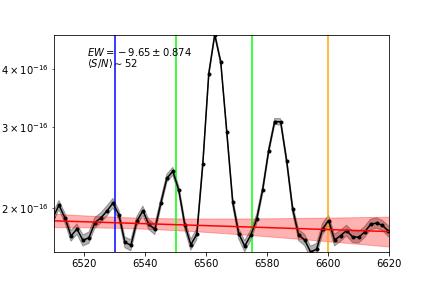 EW = −9.65 ± 0.874
⟨S/N⟩ ~ 52
4 × 10⁻¹⁶
3 × 10⁻¹⁶
2 × 10⁻¹⁶
6520 6540 6560 6580 6600 6620